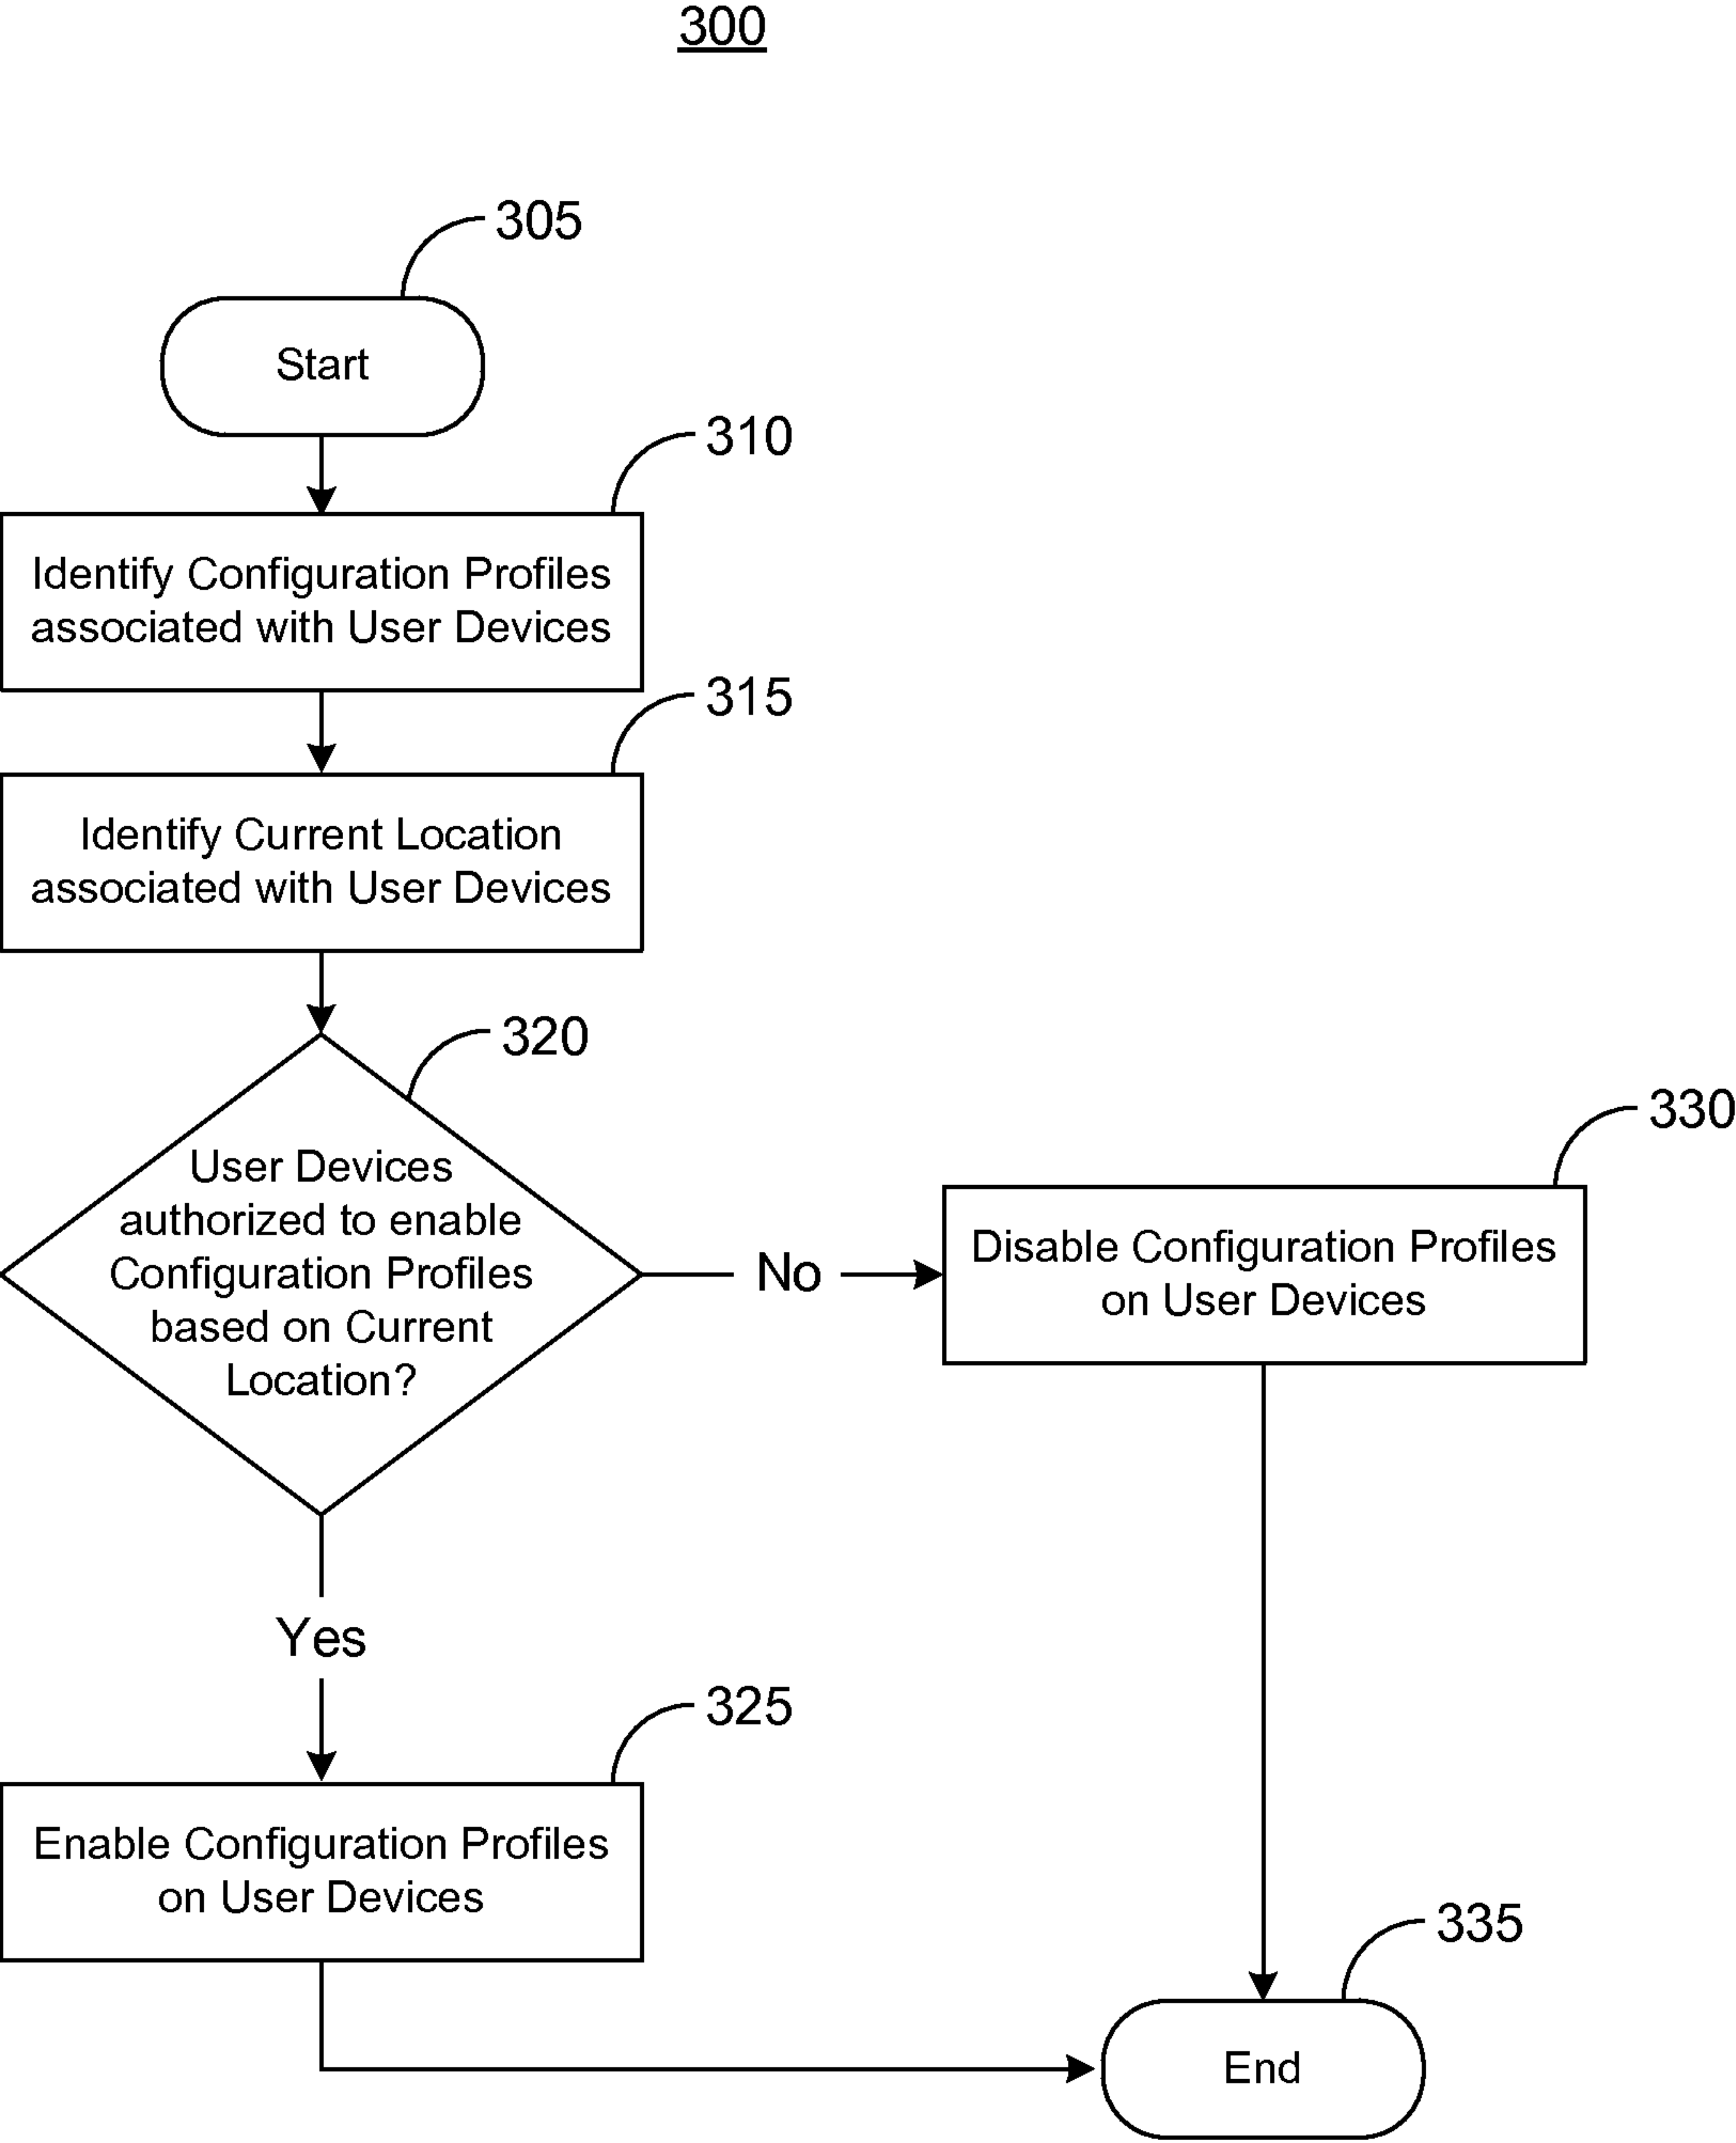 300
305
Start
310
Identify Configuration Profiles
associated with User Devices
315
Identify Current Location
associated with User Devices
320
User Devices
authorized to enable
Configuration Profiles
based on Current
Location?
No
330
Disable Configuration Profiles
on User Devices
Yes
325
Enable Configuration Profiles
on User Devices
335
End